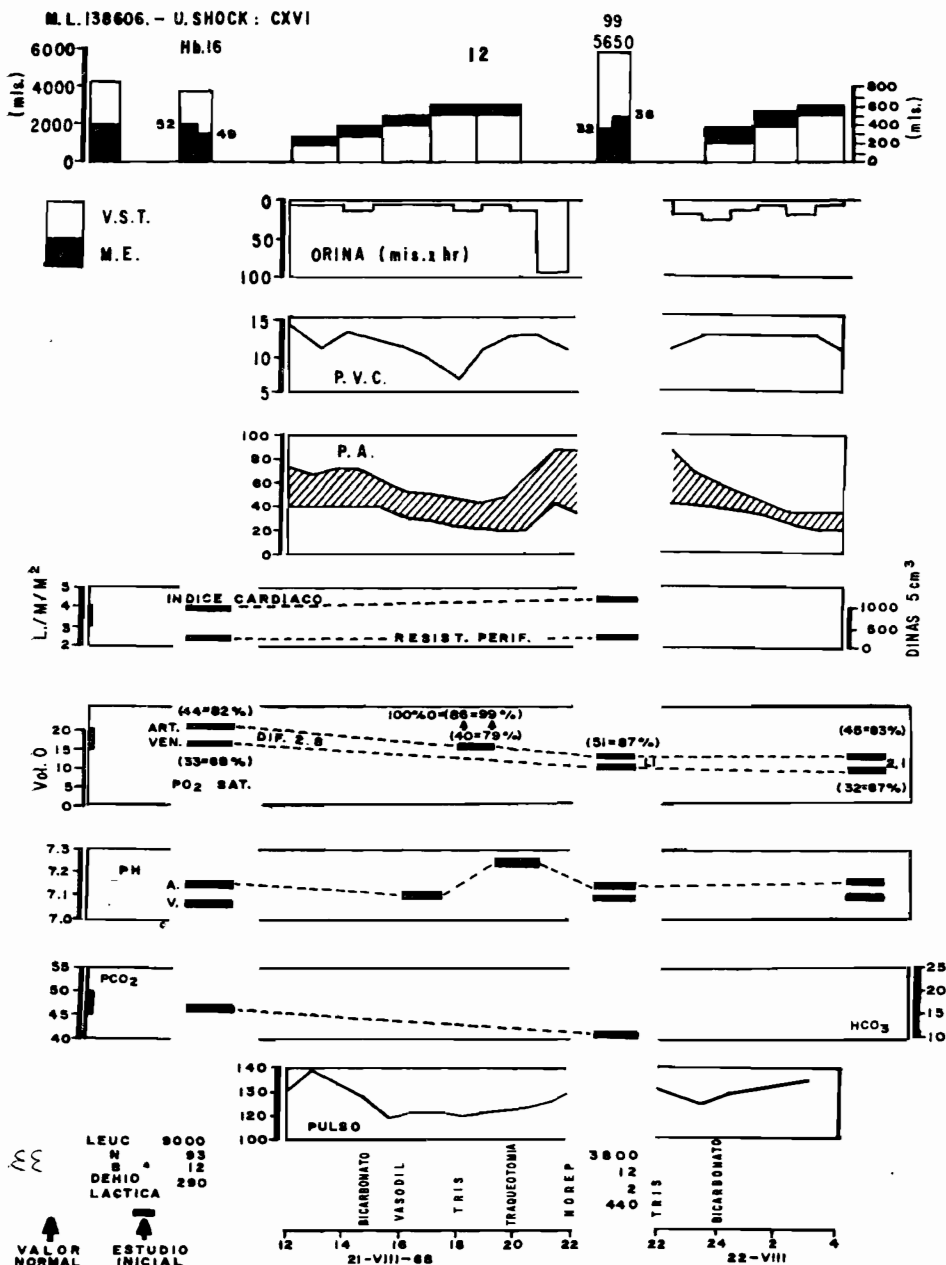 M.L.138606.- U.SHOCK: CXVI
99
5650
Hb.16
12
6000
4000
2000
0
(mls.)
52
49
32
36
800
600
400
200
0
(mls.)
V.S.T.
M.E.
0
50
100
ORINA (mls.x hr)
15
10
5
P.V.C.
100
80
60
40
20
0
P.A.
L./M/M²
5
4
3
2
INDICE CARDIACO
RESIST. PERIF.
1000
500
0
DINAS 5cm³
Vol.O
20
15
10
5
0
(44=82%)
ART.
VEN.
DIF. 2.8
(33=69%)
PO₂ SAT.
100%O=(86=99%)
(40=79%)
(51=87%)
1.7
(46=83%)
2.1
(32=67%)
7.3
7.2
7.1
7.0
PH
A.
V.
55
50
45
40
PCO₂
25
20
15
10
HCO₃
140
130
120
100
PULSO
LEUC 9000
N 93
B 12
DEHID LACTICA 290
3800
12
2
440
BICARBONATO
VASODIL
TRIS
TRAQUEOTOMIA
NOREP
TRIS
BICARBONATO
VALOR NORMAL
ESTUDIO INICIAL
12 14 16 18 20 22
21-VIII-68
22 24 2 4
22-VIII